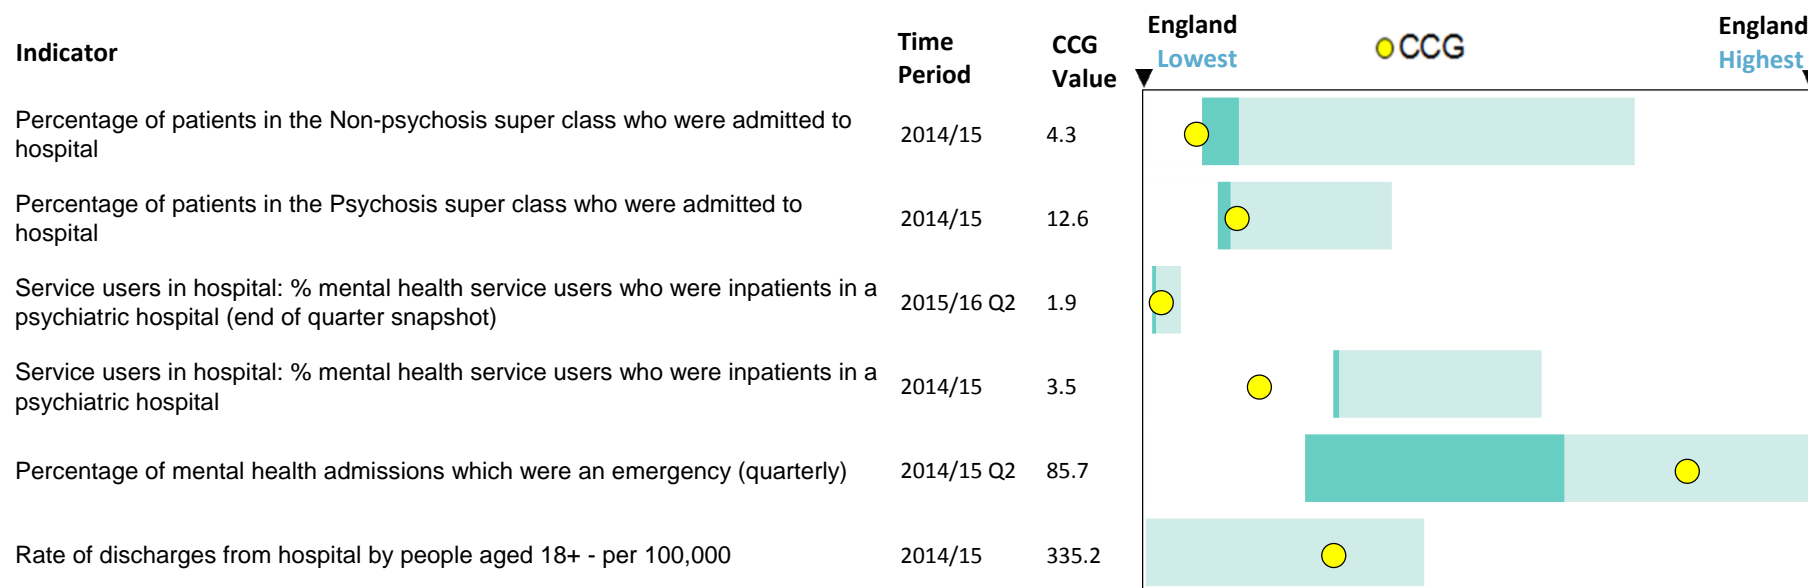 Indicator
Time
Period
CCG
Value
England
Lowest
CCG
England
Highest
Percentage of patients in the Non-psychosis super class who were admitted to
hospital
2014/15
4.3
Percentage of patients in the Psychosis super class who were admitted to
hospital
2014/15
12.6
Service users in hospital: % mental health service users who were inpatients in a
psychiatric hospital (end of quarter snapshot)
2015/16 Q2
1.9
Service users in hospital: % mental health service users who were inpatients in a
psychiatric hospital
2014/15
3.5
Percentage of mental health admissions which were an emergency (quarterly)
2014/15 Q2
85.7
Rate of discharges from hospital by people aged 18+ - per 100,000
2014/15
335.2